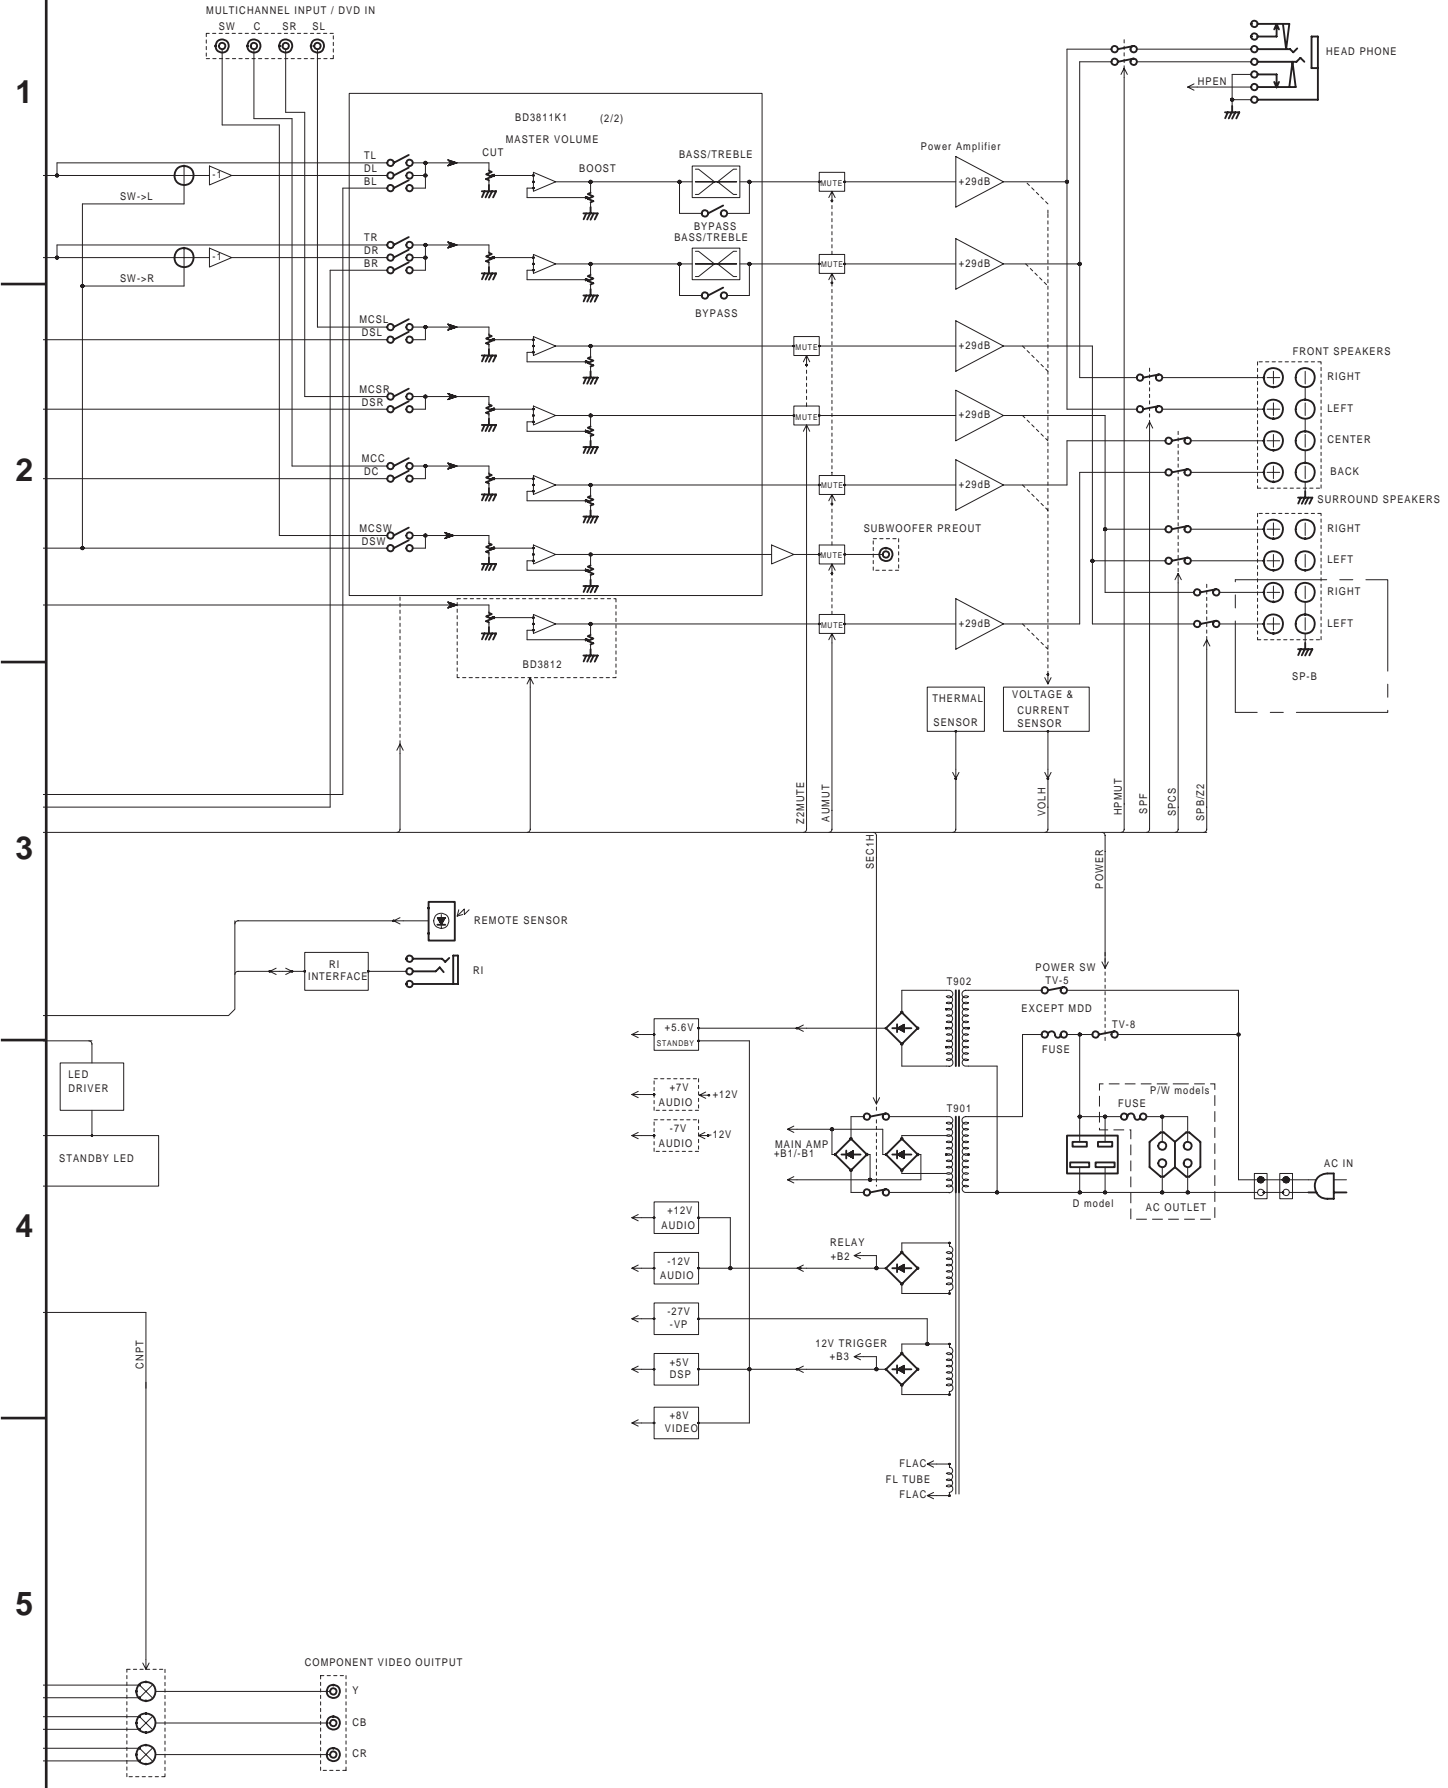 MULTICHANNEL INPUT / DVD IN
SW C SR SL
HEAD PHONE
HPEN
1
BD3811K1 (2/2)
MASTER VOLUME
CUT
BOOST
BASS/TREBLE
Power Amplifier
TL
DL
BL
-1
SW->L
MUTE
+29dB
BYPASS
BASS/TREBLE
TR
DR
BR
-1
SW->R
MUTE
+29dB
BYPASS
MCSL
DSL
MUTE
+29dB
FRONT SPEAKERS
RIGHT
LEFT
CENTER
BACK
MCSR
DSR
MUTE
+29dB
2
MCC
DC
MUTE
+29dB
SURROUND SPEAKERS
RIGHT
LEFT
RIGHT
LEFT
SP-B
MCSW
DSW
MUTE
SUBWOOFER PREOUT
MUTE
+29dB
BD3812
THERMAL
SENSOR
VOLTAGE &
CURRENT
SENSOR
Z2MUTE
AUMUT
VOLH
HPMUT
SPF
SPCS
SPB/Z2
3
SEC1H
POWER
REMOTE SENSOR
RI
INTERFACE
RI
POWER SW
TV-5
EXCEPT MDD
TV-8
FUSE
T902
+5.6V
STANDBY
LED
DRIVER
+7V
AUDIO
+12V
-7V
AUDIO
-12V
STANDBY LED
T901
MAIN AMP
+B1/-B1
P/W models
FUSE
D model
AC OUTLET
AC IN
4
+12V
AUDIO
-12V
AUDIO
RELAY
+B2
-27V
-VP
12V TRIGGER
+B3
+5V
DSP
+8V
VIDEO
CNPT
FLAC
FL TUBE
FLAC
5
COMPONENT VIDEO OUITPUT
Y
CB
CR